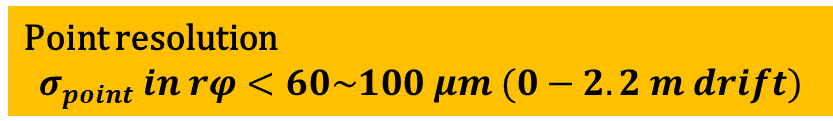 Point resolution
σ_point in rφ < 60~100 μm (0 − 2.2 m drift)